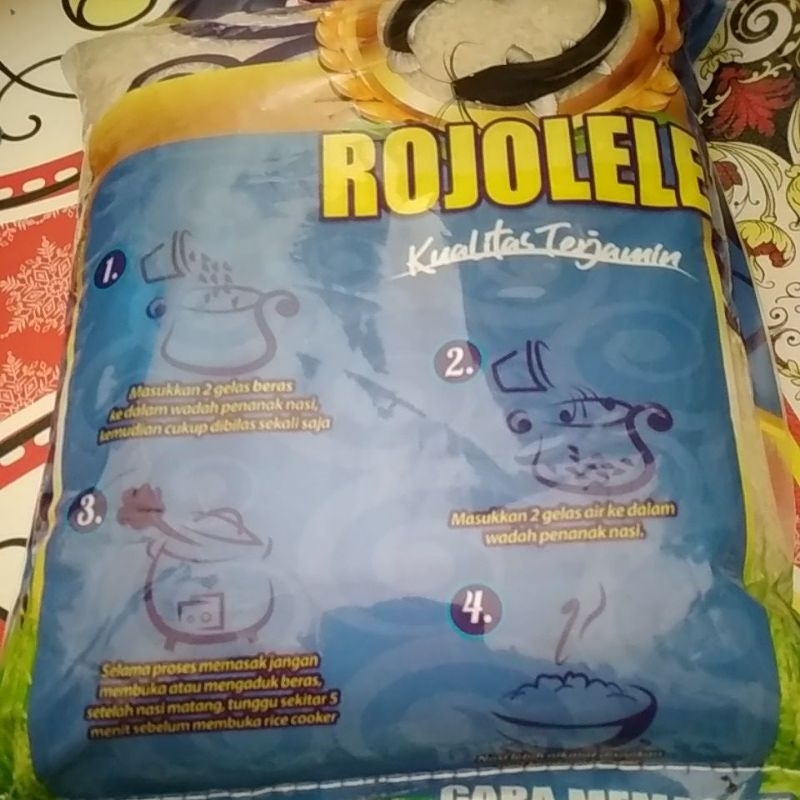 ROJOLELE
Kualitas Terjamin
1.
Masukkan 2 gelas beras
ke dalam wadah penanak nasi,
kemudian cukup dibilas sekali saja
2.
Masukkan 2 gelas air ke dalam
wadah penanak nasi.
3.
Selama proses memasak jangan
membuka atau mengaduk beras,
setelah nasi matang, tunggu sekitar 5
menit sebelum membuka rice cooker
4.